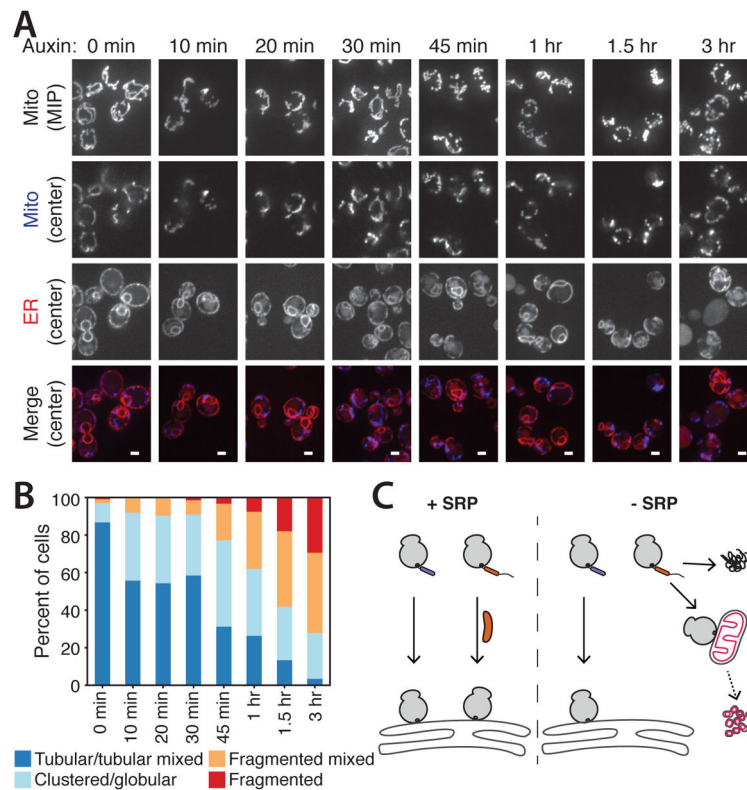 A
Auxin: 0 min 10 min 20 min 30 min 45 min 1 hr 1.5 hr 3 hr
Mito (MIP)
Mito (center)
ER (center)
Merge (center)
B
Percent of cells
100
80
60
40
20
0
0 min 10 min 20 min 30 min 45 min 1 hr 1.5 hr 3 hr
Tubular/tubular mixed Fragmented mixed
Clustered/globular Fragmented
C
+ SRP - SRP